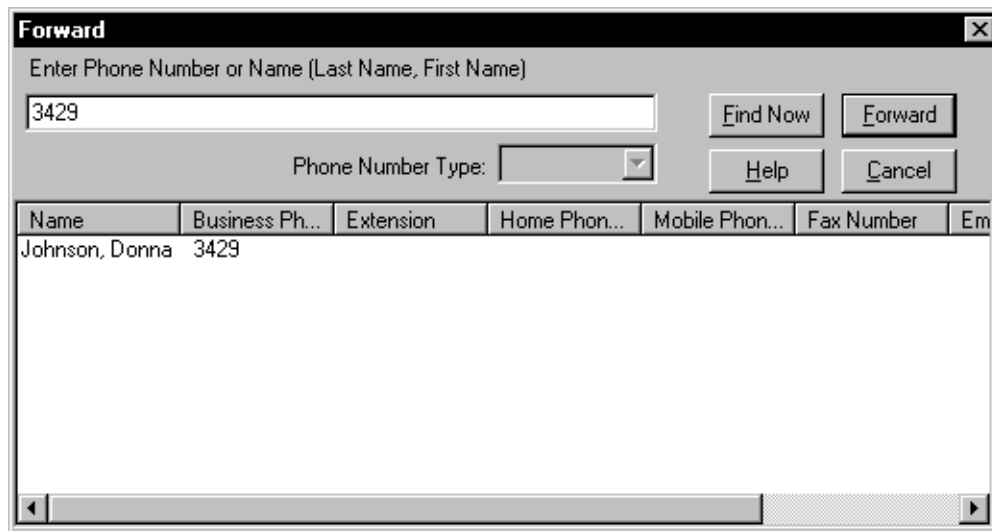 Forward
Enter Phone Number or Name (Last Name, First Name)
3429
Find Now Forward
Phone Number Type: Help Cancel
Name Business Ph... Extension Home Phon... Mobile Phon... Fax Number Em
Johnson, Donna 3429